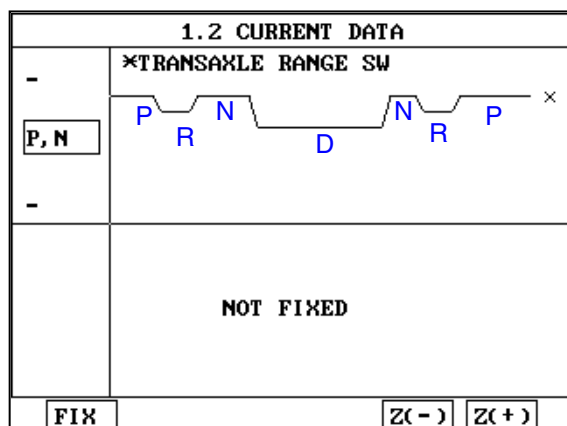 1.2 CURRENT DATA
*TRANSAXLE RANGE SW
–
P R N D N R P ×
P, N
–
NOT FIXED
FIX Z(-) Z(+)